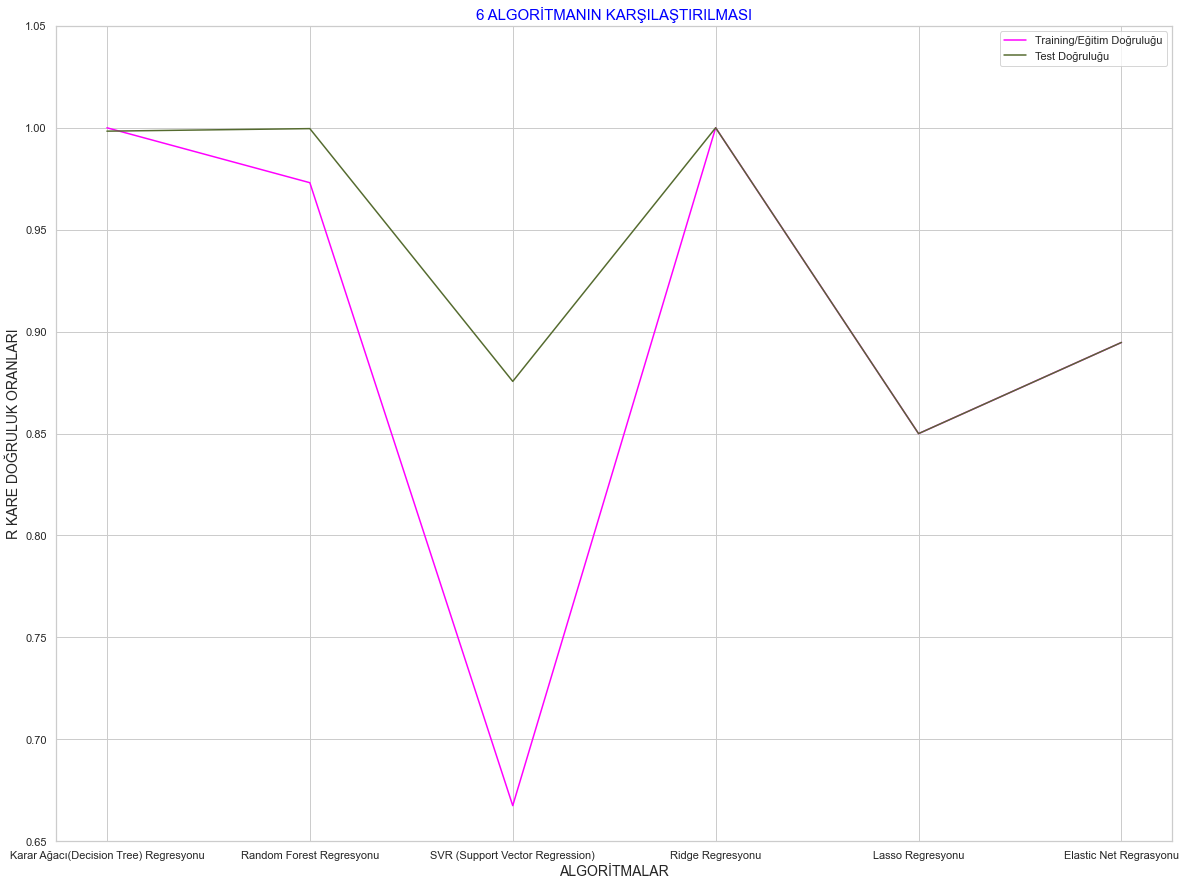 6 ALGORİTMANIN KARŞILAŞTIRILMASI
Training/Eğitim Doğruluğu
Test Doğruluğu
R KARE DOĞRULUK ORANLARI
1.05
1.00
0.95
0.90
0.85
0.80
0.75
0.70
0.65
Karar Ağacı(Decision Tree) Regresyonu
Random Forest Regresyonu
SVR (Support Vector Regression)
Ridge Regresyonu
Lasso Regresyonu
Elastic Net Regrasyonu
ALGORİTMALAR